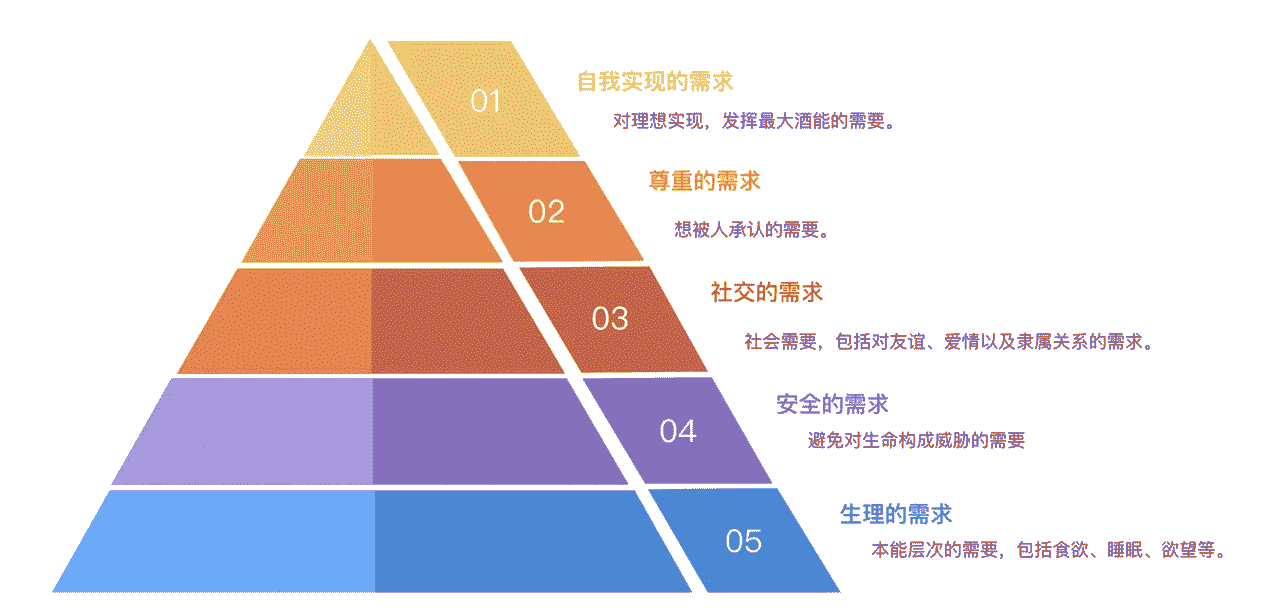 01
自我实现的需求
对理想实现，发挥最大酒能的需要。
02
尊重的需求
想被人承认的需要。
03
社交的需求
社会需要，包括对友谊、爱情以及隶属关系的需求。
04
安全的需求
避免对生命构成威胁的需要
05
生理的需求
本能层次的需要，包括食欲、睡眠、欲望等。